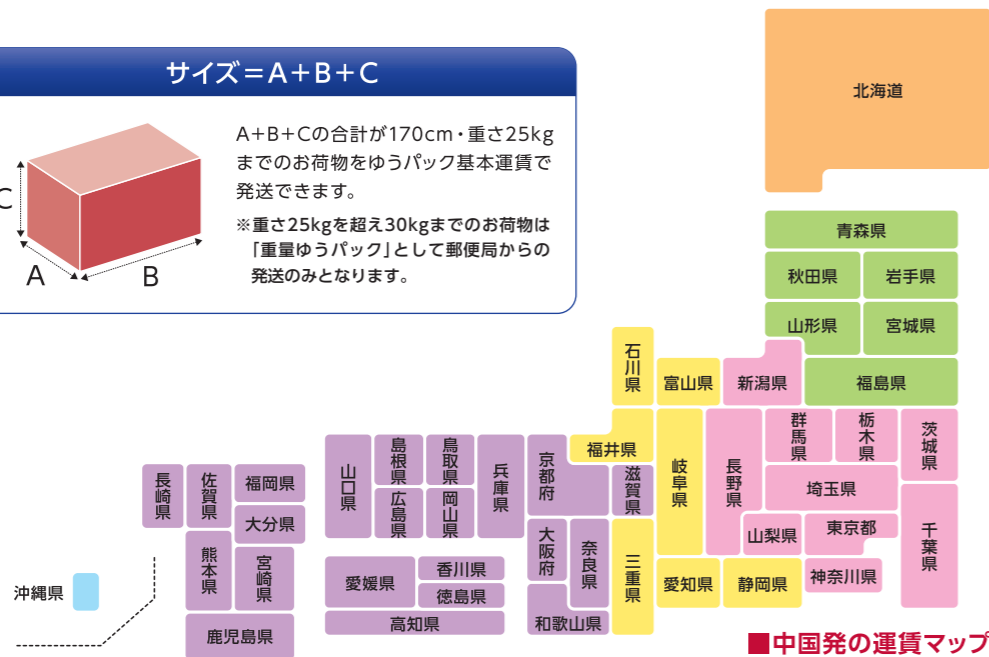 サイズ=A+B+C
A+B+Cの合計が170cm・重さ25kg
までのお荷物をゆうパック基本運賃で
発送できます。
※重さ25kgを超え30kgまでのお荷物は
「重量ゆうパック」として郵便局からの
発送のみとなります。
C
A
B
北海道
青森県
秋田県
岩手県
山形県
宮城県
福島県
石川県
富山県
新潟県
福井県
岐阜県
長野県
群馬県
栃木県
茨城県
埼玉県
山梨県
東京都
千葉県
神奈川県
愛知県
静岡県
三重県
滋賀県
京都府
大阪府
奈良県
和歌山県
兵庫県
鳥取県
岡山県
島根県
広島県
山口県
愛媛県
香川県
徳島県
高知県
長崎県
佐賀県
福岡県
大分県
熊本県
宮崎県
鹿児島県
沖縄県
■中国発の運賃マップ